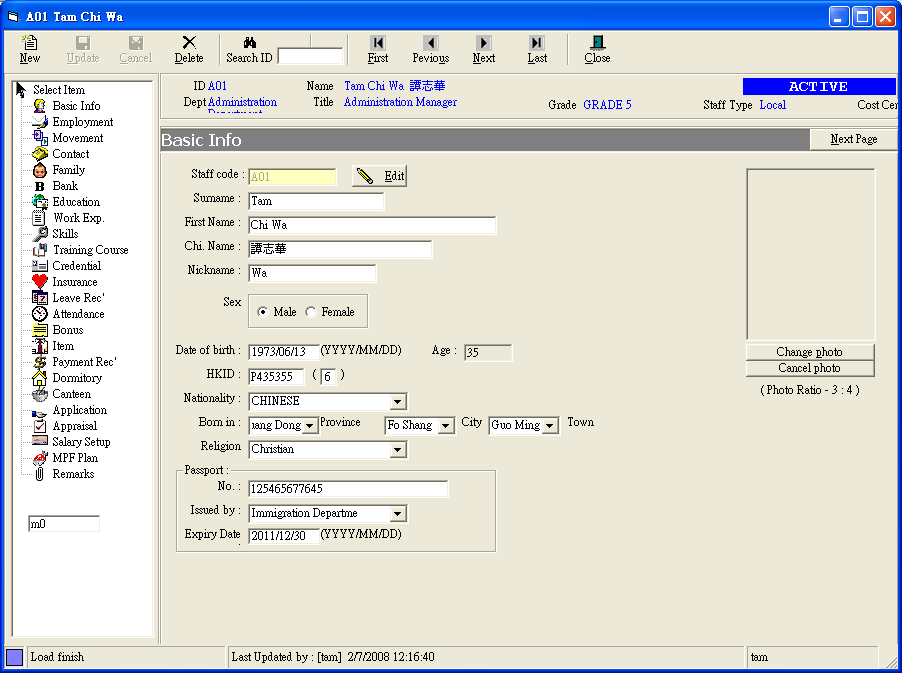 A01 Tam Chi Wa
New Update Cancel Delete Search ID First Pevious Next Last Close
Select Item
Basic Info
Employment
Movement
Contact
Family
Bank
Education
Work Exp.
Skills
Training Course
Credential
Insurance
Leave Rec'
Attendance
Bonus
Item
Payment Rec'
Dormitory
Canteen
Application
Appraisal
Salary Setup
MPF Plan
Remarks
m0
ID A01 Name Tam Chi Wa 譚志華 ACTIVE
Dept Administration Title Administration Manager Grade GRADE 5 Staff Type Local Cost Cen
Department
Basic Info Next Page
Staff code : A01 Edit
Surname : Tam
First Name : Chi Wa
Chi. Name : 譚志華
Nickname : Wa
Sex Male Female
Date of birth : 1973/06/13 (YYYY/MM/DD) Age : 35
HKID : P435355 ( 6 )
Nationality : CHINESE
Born in : uang Dong Province Fo Shang City Guo Ming Town
Religion Christian
Passport :
No. : 125465677645
Issued by : Immigration Departme
Expiry Date : 2011/12/30 (YYYY/MM/DD)
Change photo
Cancel photo
( Photo Ratio - 3 : 4 )
Load finish Last Updated by : [tam] 2/7/2008 12:16:40 tam